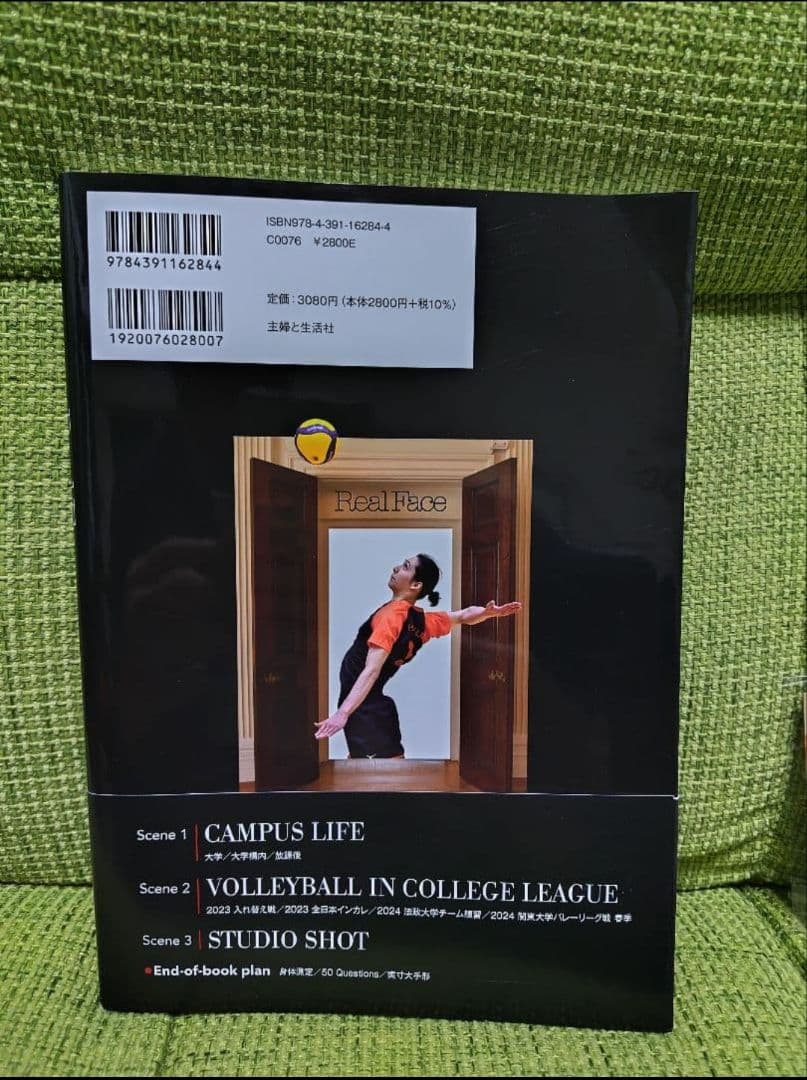 ISBN978-4-391-16284-4
C0076 ¥2800E
9784391162844
定価：3080円（本体2800円＋税10%）
1920076028007
主婦と生活社
RealFace
Scene 1 CAMPUS LIFE
大学／大学構内／放課後
Scene 2 VOLLEYBALL IN COLLEGE LEAGUE
2023 入れ替え戦／2023 全日本インカレ／2024 法政大学チーム練習／2024 関東大学バレーリーグ戦 春季
Scene 3 STUDIO SHOT
●End-of-book plan 身体測定／50 Questions／実寸大手形